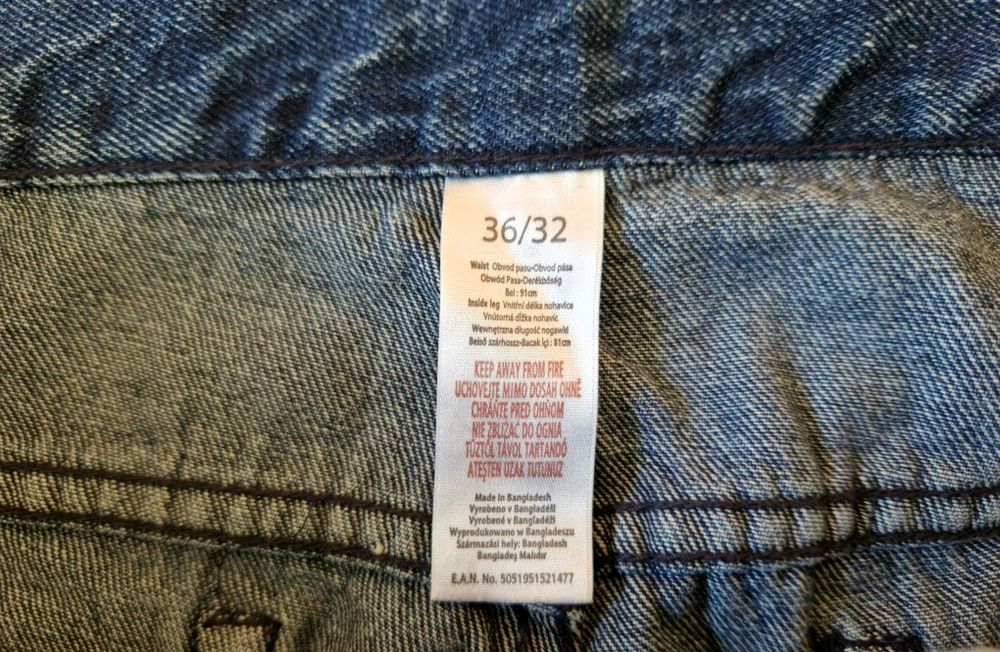 36/32
Waist Obvod pasu•Obvod pása
Obwód Pasa•Derékbőség
Bel : 91cm
Inside leg Vnitřní délka nohavice
Vnútorná dĺžka nohavic
Wewnętrzna długość nogawki
Belső szárhossz•Bacak İçi : 81cm
KEEP AWAY FROM FIRE
UCHOVEJTE MIMO DOSAH OHNĚ
CHRÁŇTE PRED OHŇOM
NIE ZBLIŻAĆ DO OGNIA
TŰZTŐL TÁVOL TARTANDÓ
ATEŞTEN UZAK TUTUNUZ
Made in Bangladesh
Vyrobeno v Bangladéši
Vyrobené v Bangladéši
Wyprodukowano w Bangladeszu
Származási hely: Bangladesh
Bangladeş Malıdır
E.A.N. No. 5051951521477